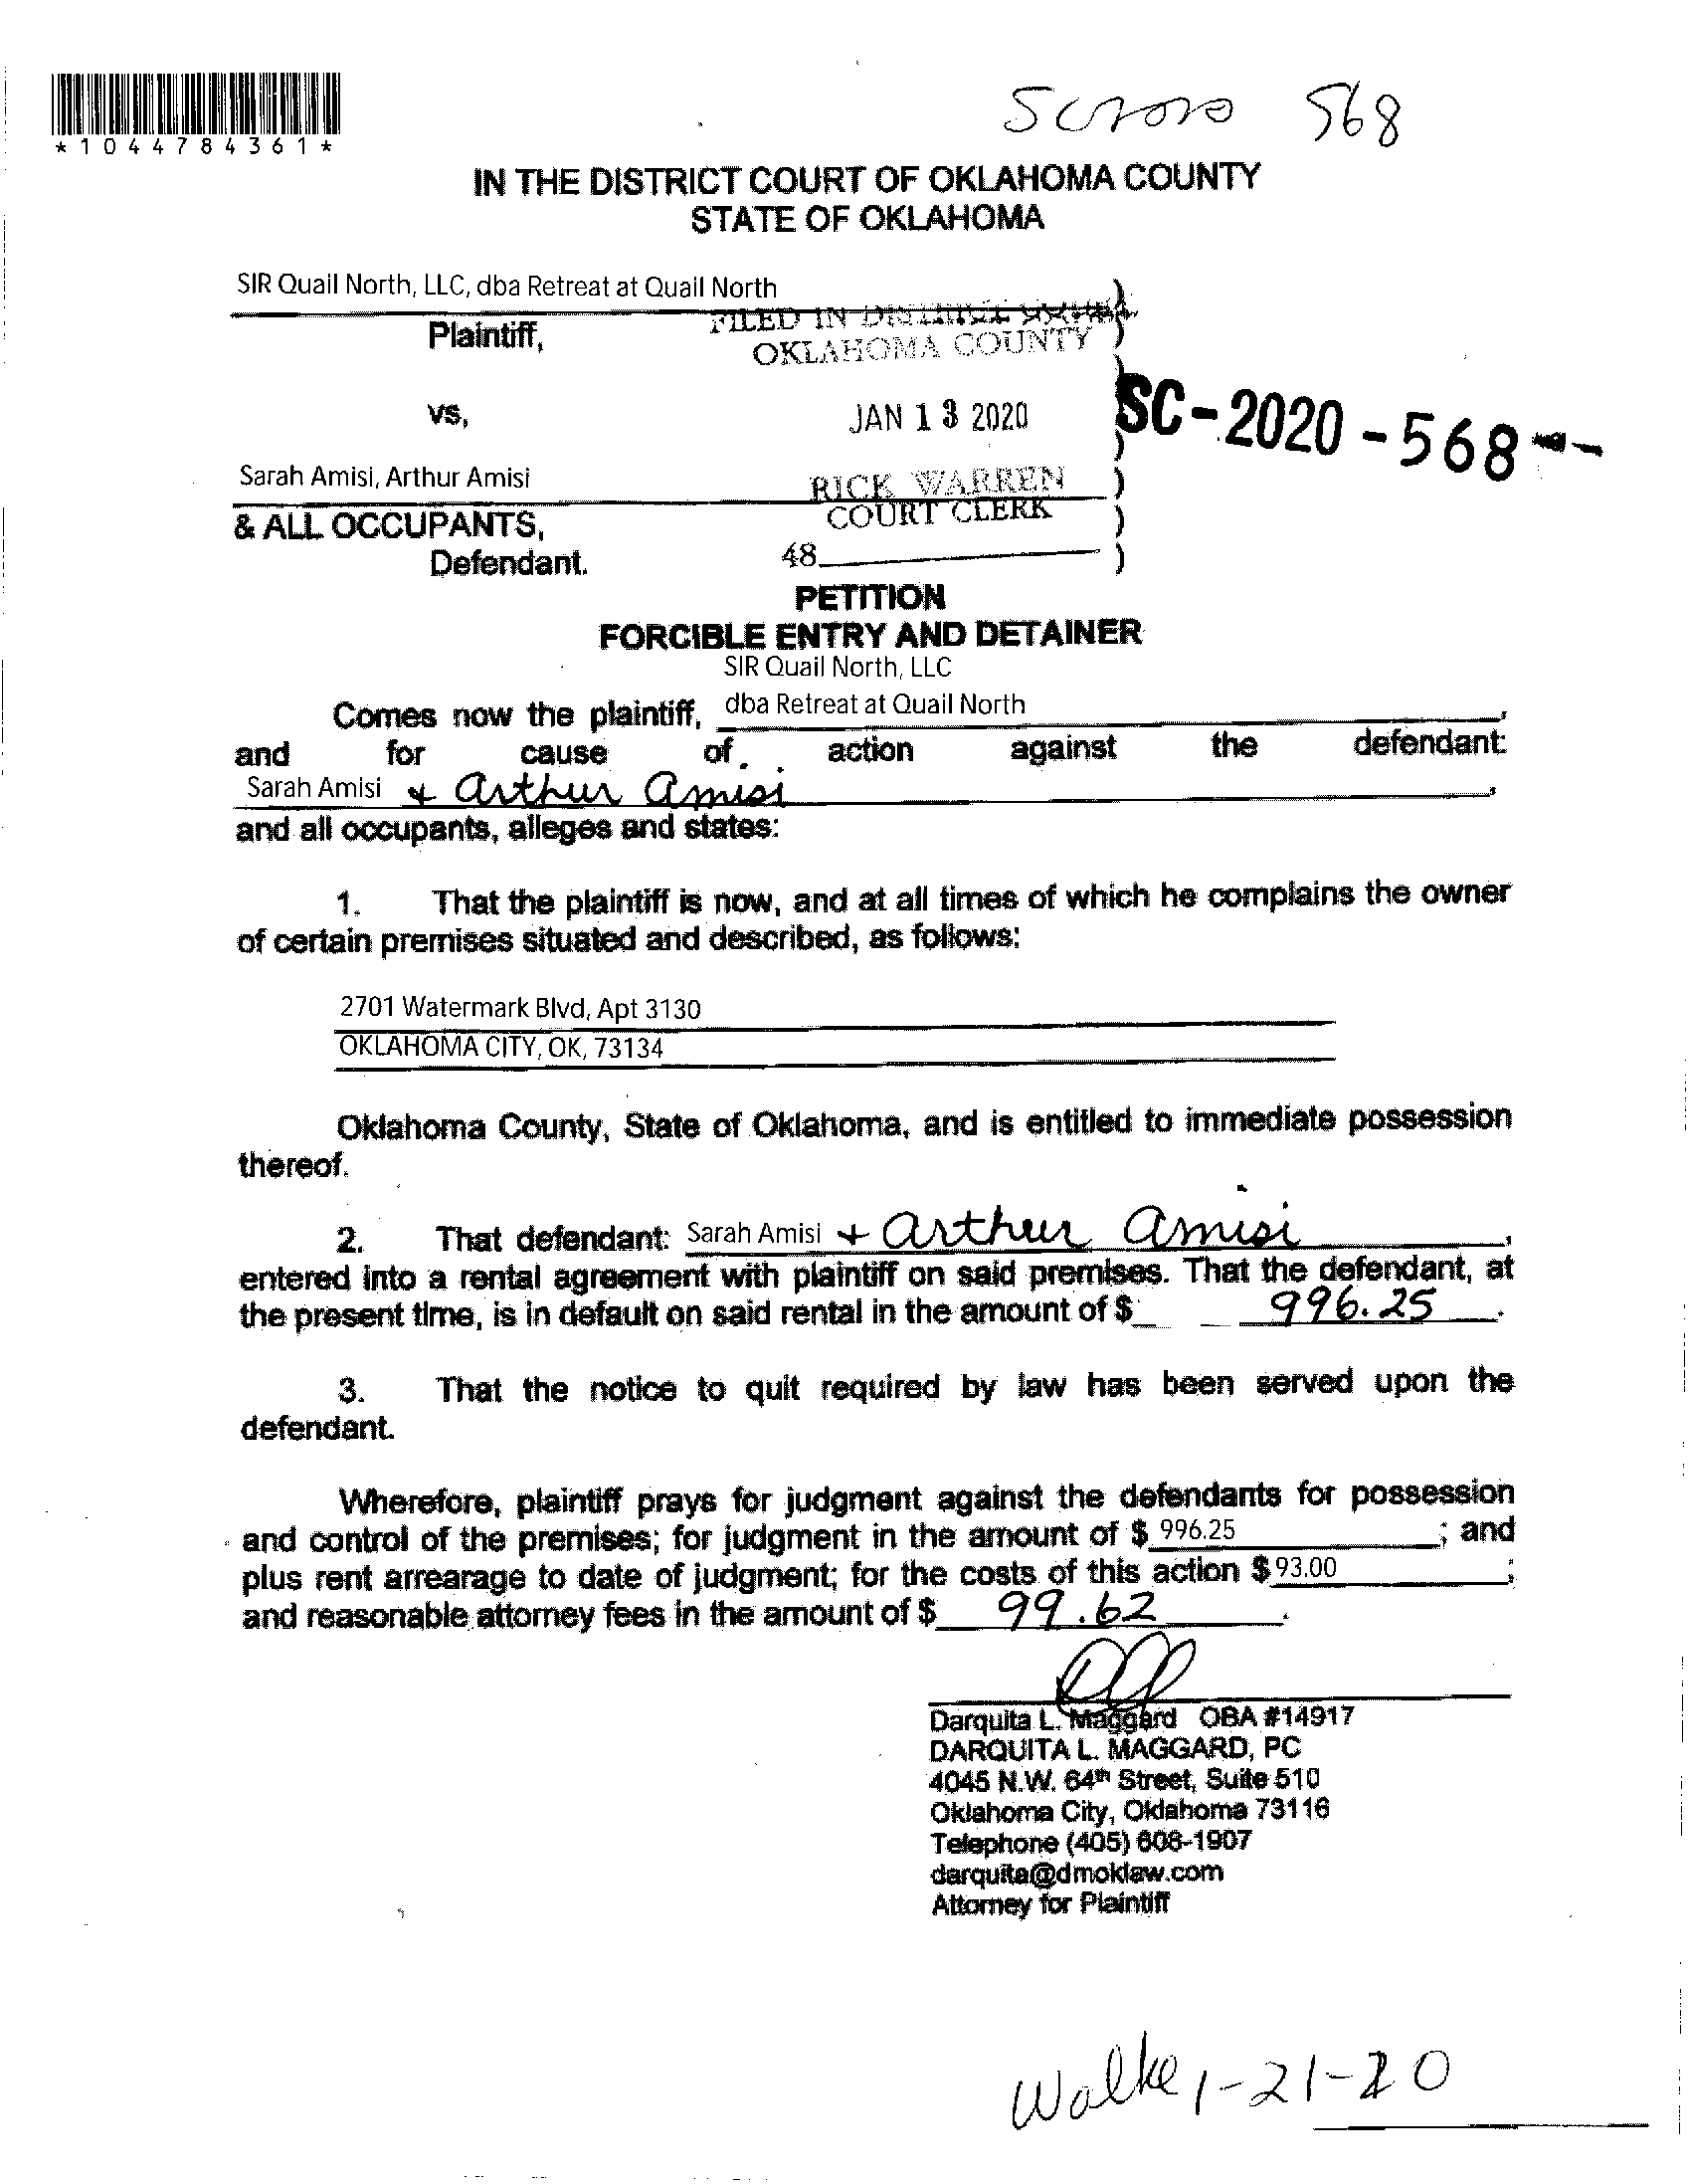 *1044784361*
SC2020 568
IN THE DISTRICT COURT OF OKLAHOMA COUNTY
STATE OF OKLAHOMA
SIR Quail North, LLC, dba Retreat at Quail North )
Plaintiff, )
FILED IN DISTRICT COURT
OKLAHOMA COUNTY
vs, JAN 13 2020
SC-2020-568--
Sarah Amisi, Arthur Amisi )
RICK WARREN
COURT CLERK
& ALL OCCUPANTS, )
Defendant. 48 )
PETITION
FORCIBLE ENTRY AND DETAINER
SIR Quail North, LLC
Comes now the plaintiff, dba Retreat at Quail North,
and for cause of action against the defendant:
Sarah Amisi & Arthur Amisi,
and all occupants, alleges and states:
1. That the plaintiff is now, and at all times of which he complains the owner
of certain premises situated and described, as follows:
2701 Watermark Blvd, Apt 3130
OKLAHOMA CITY, OK, 73134
Oklahoma County, State of Oklahoma, and is entitled to immediate possession
thereof.
2. That defendant: Sarah Amisi + Arthur Amisi,
entered into a rental agreement with plaintiff on said premises. That the defendant, at
the present time, is in default on said rental in the amount of $ 996.25.
3. That the notice to quit required by law has been served upon the
defendant.
Wherefore, plaintiff prays for judgment against the defendants for possession
and control of the premises; for judgment in the amount of $ 996.25; and
plus rent arrearage to date of judgment; for the costs of this action $93.00;
and reasonable attorney fees in the amount of $ 99.62.
Darquita L. Maggard OBA #14917
DARQUITA L. MAGGARD, PC
4045 N.W. 64th Street, Suite 510
Oklahoma City, Oklahoma 73116
Telephone (405) 608-1907
darquita@dmoklaw.com
Attorney for Plaintiff
1-21-20